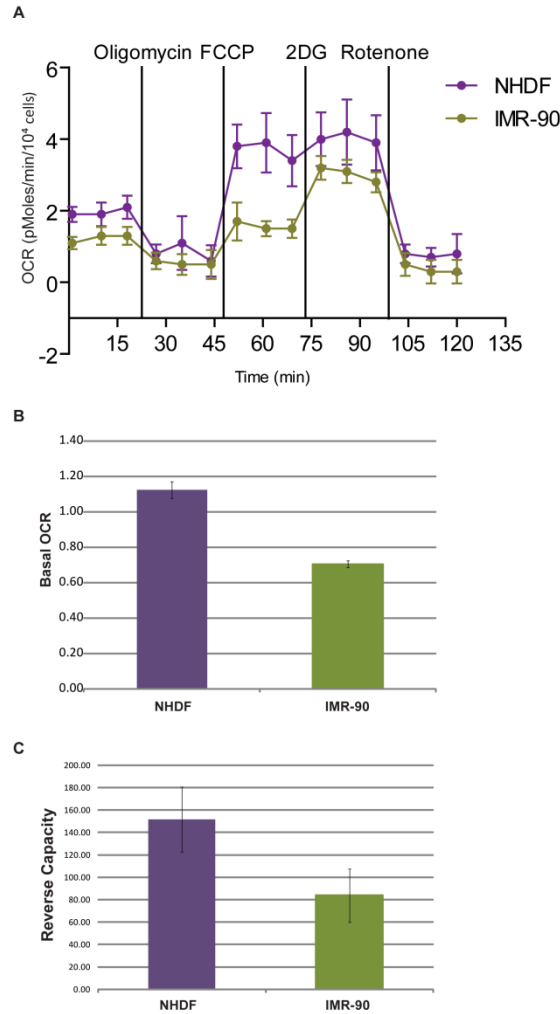 A
Oligomycin FCCP 2DG Rotenone
NHDF
IMR-90
OCR (pMoles/min/10⁴ cells)
6
4
2
0
-2
15 30 45 60 75 90 105 120 135
Time (min)
B
Basal OCR
1.40
1.20
1.00
0.80
0.60
0.40
0.20
0.00
NHDF IMR-90
C
Reverse Capacity
200.00
180.00
160.00
140.00
120.00
100.00
80.00
60.00
40.00
20.00
0.00
NHDF IMR-90